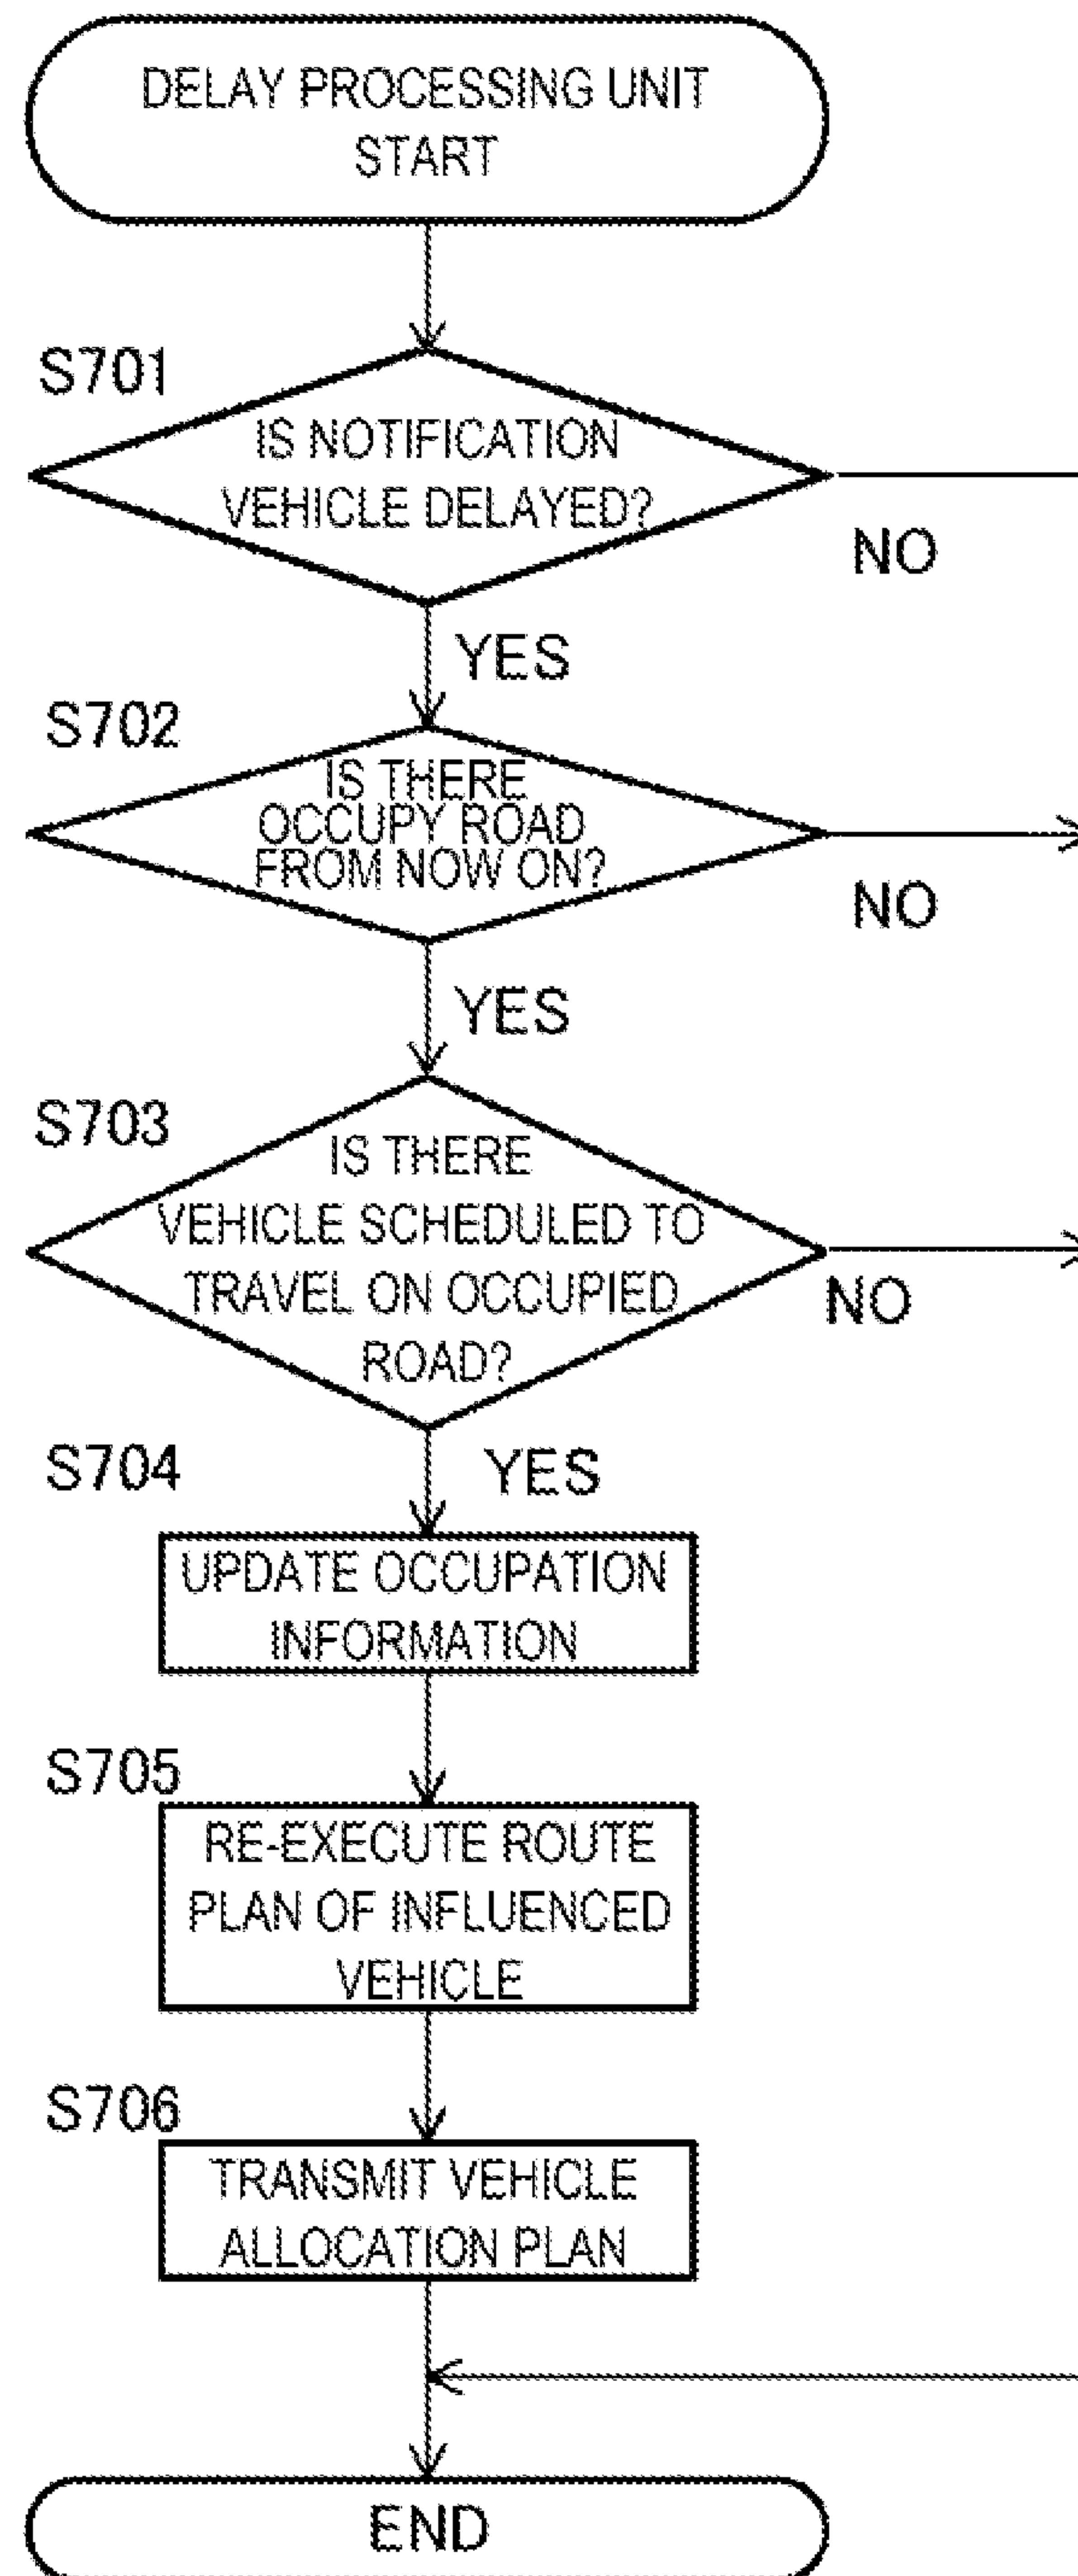 DELAY PROCESSING UNIT
START
S701
IS NOTIFICATION
VEHICLE DELAYED?
NO
YES
S702
IS THERE
OCCUPY ROAD
FROM NOW ON?
NO
YES
S703
IS THERE
VEHICLE SCHEDULED TO
TRAVEL ON OCCUPIED
ROAD?
NO
YES
S704
UPDATE OCCUPATION
INFORMATION
S705
RE-EXECUTE ROUTE
PLAN OF INFLUENCED
VEHICLE
S706
TRANSMIT VEHICLE
ALLOCATION PLAN
END